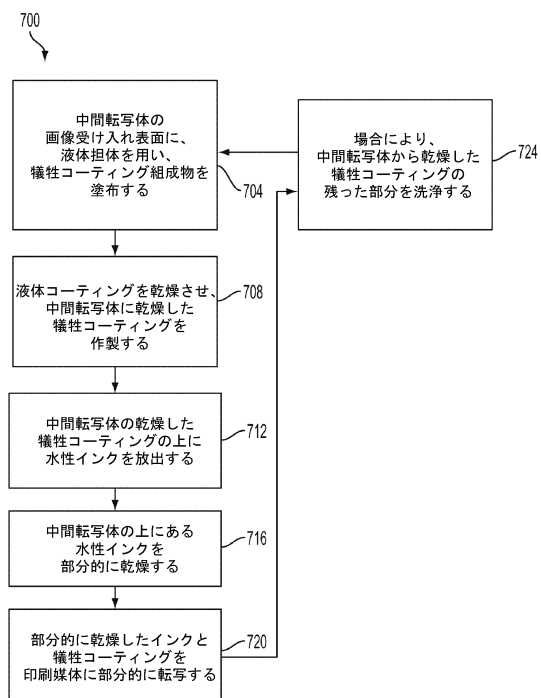 700
中間転写体の
画像受け入れ表面に、
液体担体を用い、
犠牲コーティング組成物を
塗布する
704
液体コーティングを乾燥させ、
中間転写体に乾燥した
犠牲コーティングを
作製する
708
中間転写体の乾燥した
犠牲コーティングの上に
水性インクを放出する
712
中間転写体の上にある
水性インクを
部分的に乾燥する
716
部分的に乾燥したインクと
犠牲コーティングを
印刷媒体に部分的に転写する
720
場合により、
中間転写体から乾燥した
犠牲コーティングの
残った部分を洗浄する
724